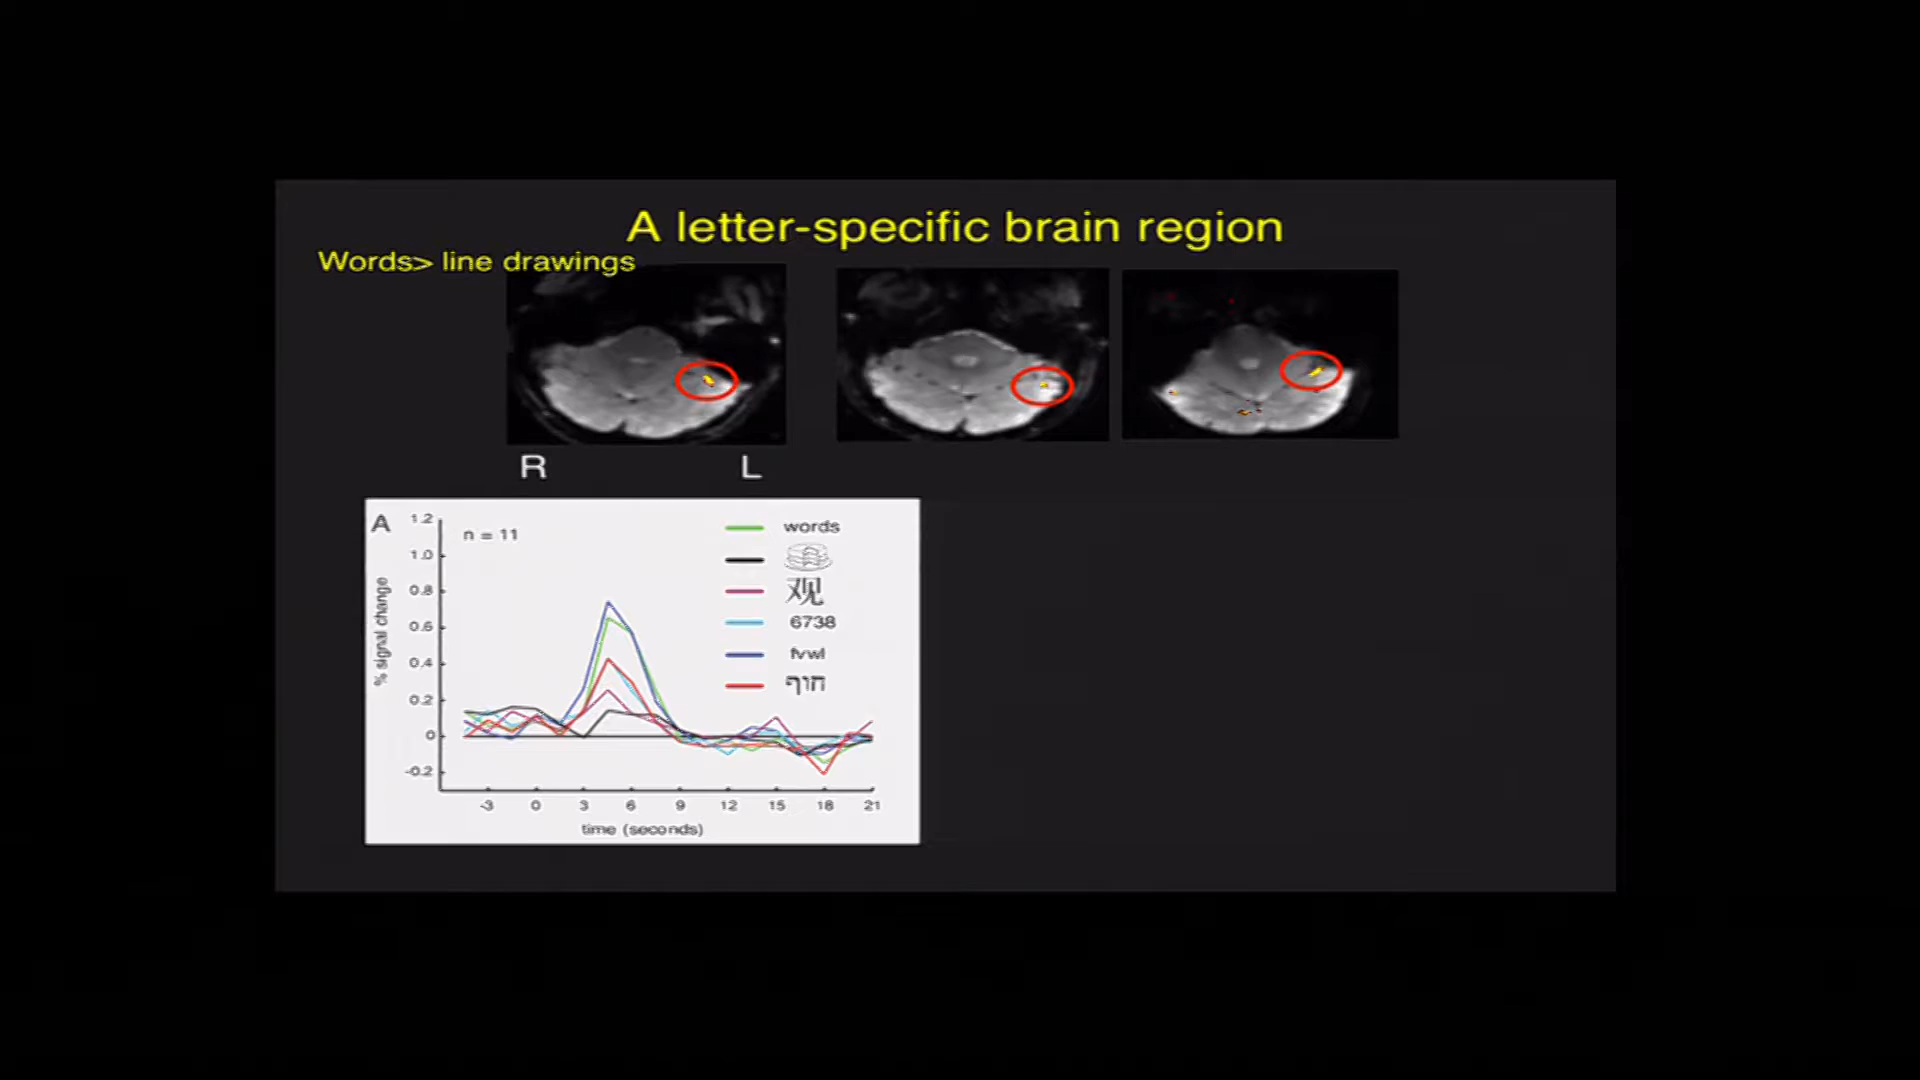 A letter-specific brain region
Words> line drawings
R L
A
n = 11
% signal change
1.2
1.0
0.8
0.6
0.4
0.2
0
-0.2
-3 0 3 6 9 12 15 18 21
time (seconds)
words
观
6738
fvwl
חוף